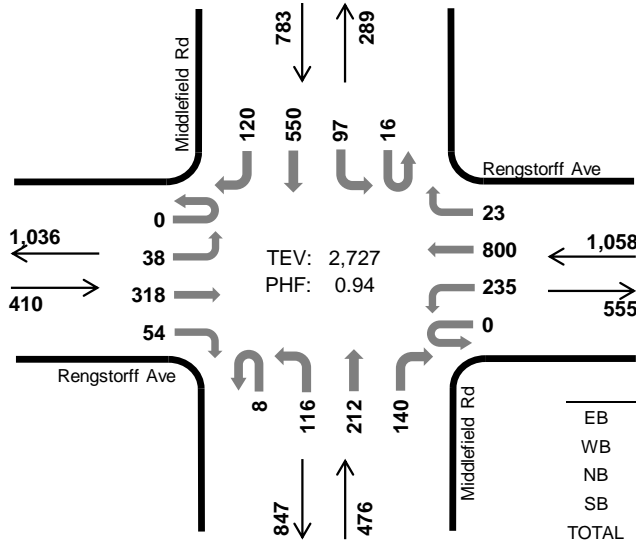 783
289
Middlefield Rd
120
550
97
16
Rengstorff Ave
0
23
1,036
38
TEV: 2,727
800
1,058
410
318
PHF: 0.94
235
555
54
0
Rengstorff Ave
8
116
212
140
Middlefield Rd
EB
WB
NB
SB
TOTAL
847
476